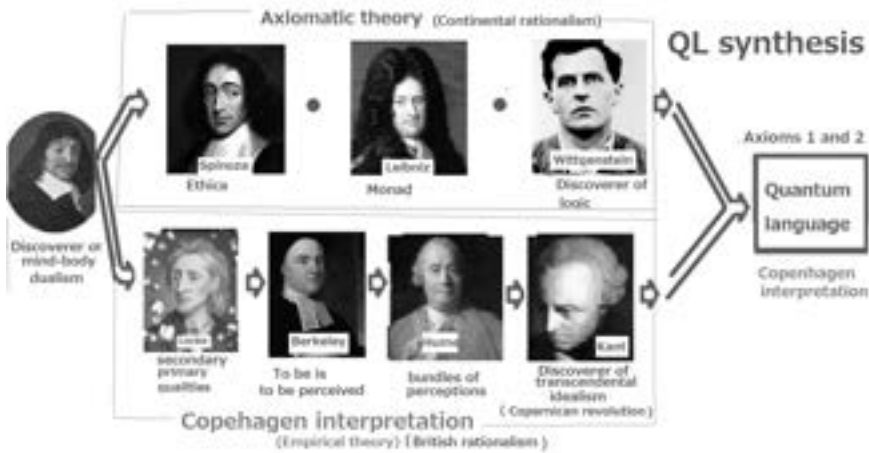 Axiomatic theory (Continental rationalism)
QL synthesis
Spinoza
Ethica
Leibniz
Monad
Wittgenstein
Discoverer of
logic
Axioms 1 and 2
Quantum
language
Copenhagen
interpretation
Discoverer of
mind-body
dualism
Locke
secondary
primary
qualities
Berkeley
To be is
to be perceived
Hume
bundles of
perceptions
Kant
Discoverer of
transcendental
idealism
(Copernican revolution)
Copehagen interpretation
(Empirical theory) (British rationalism)